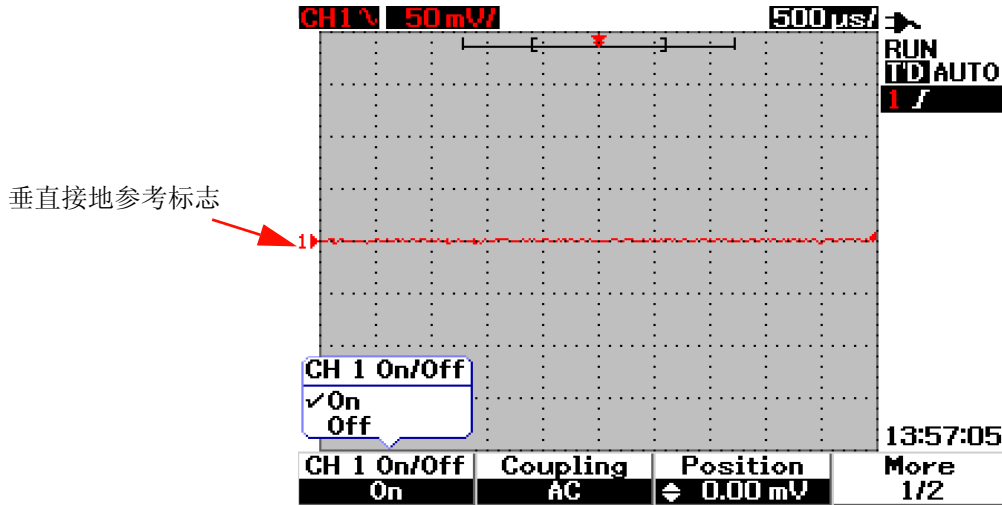 CH1 50 mV/ 500 µs/
RUN
T'D AUTO
1
垂直接地参考标志
1
CH 1 On/Off
✓On
Off
13:57:05
CH 1 On/Off Coupling Position More
On AC 0.00 mV 1/2